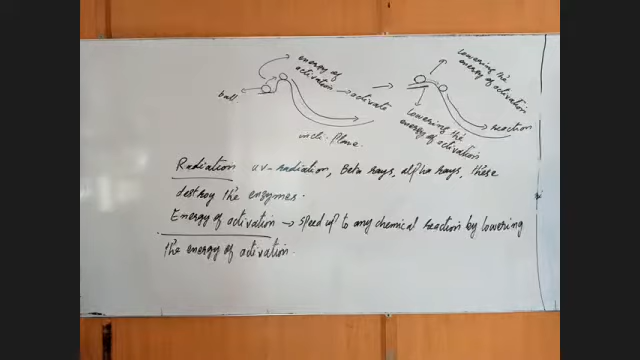 energy of
activation → activate
ball
incli. plane.
lowering the
energy of activation
Lowering the
energy of activation
reaction
Radiation uv-radiation, Beta rays, alpha rays, these
destroy the enzymes.
Energy of activation → speed up to any chemical reaction by lowering
the energy of activation.